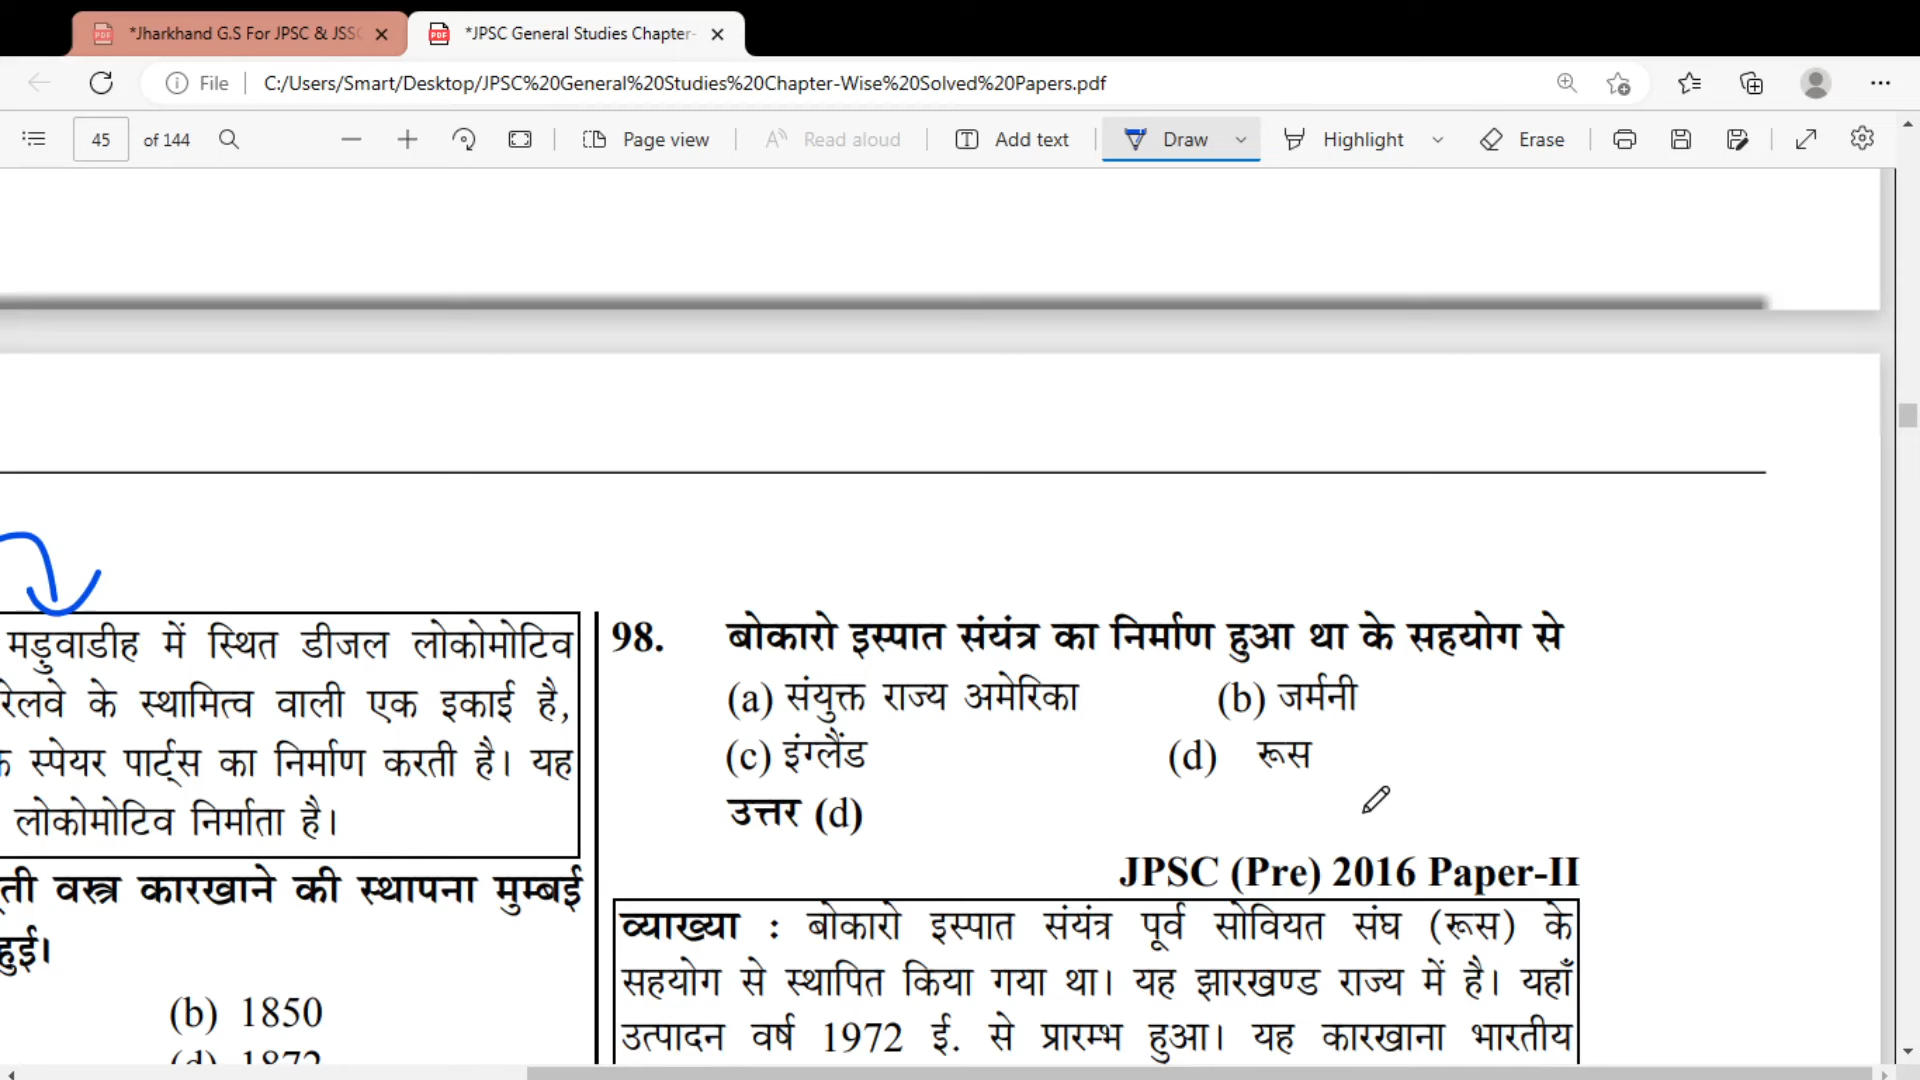 *Jharkhand G.S For JPSC & JSSC
*JPSC General Studies Chapter-
File
C:/Users/Smart/Desktop/JPSC%20General%20Studies%20Chapter-Wise%20Solved%20Papers.pdf
45 of 144
Page view
Read aloud
Add text
Draw
Highlight
Erase
मड़ुवाडीह में स्थित डीजल लोकोमोटिव
रेलवे के स्थामित्व वाली एक इकाई है,
स्पेयर पार्ट्स का निर्माण करती है। यह
लोकोमोटिव निर्माता है।
वस्त्र कारखाने की स्थापना मुम्बई
हुई।
(b) 1850
(d) 1872
98. बोकारो इस्पात संयंत्र का निर्माण हुआ था के सहयोग से
(a) संयुक्त राज्य अमेरिका (b) जर्मनी
(c) इंग्लैंड (d) रूस
उत्तर (d)
JPSC (Pre) 2016 Paper-II
व्याख्या : बोकारो इस्पात संयंत्र पूर्व सोवियत संघ (रूस) के
सहयोग से स्थापित किया गया था। यह झारखण्ड राज्य में है। यहाँ
उत्पादन वर्ष 1972 ई. से प्रारम्भ हुआ। यह कारखाना भारतीय